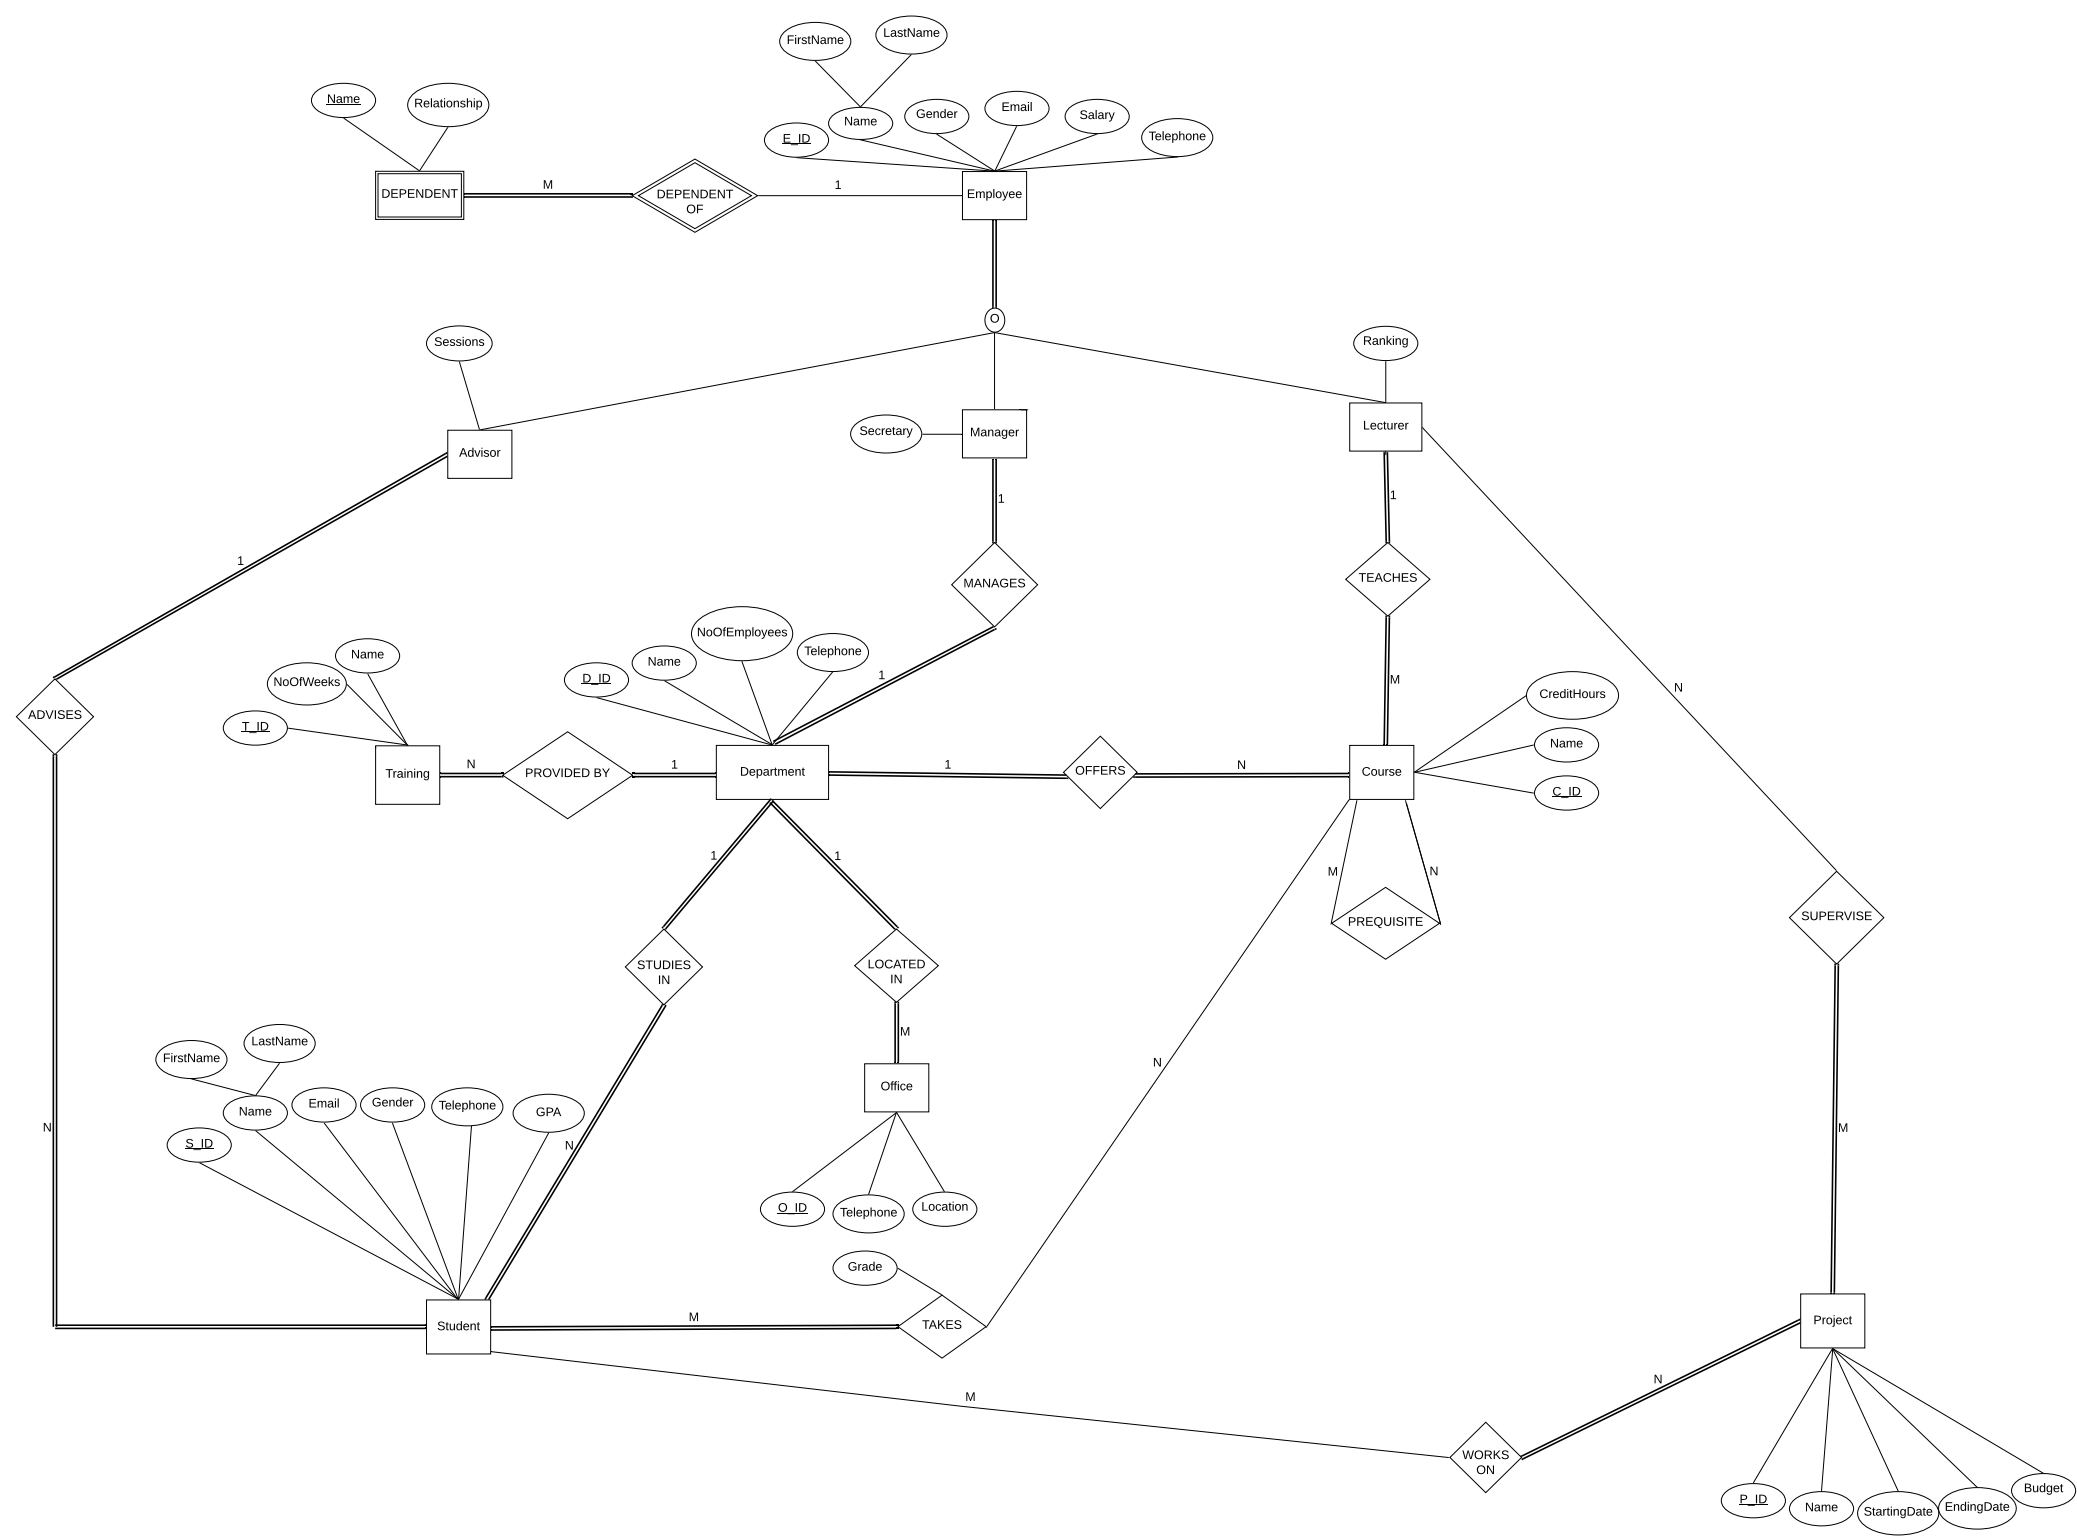 FirstName
LastName
Name
Relationship
E_ID
Name
Gender
Email
Salary
Telephone
DEPENDENT
M
DEPENDENT
OF
1
Employee
O
Sessions
Ranking
Advisor
Secretary
Manager
Lecturer
1
1
1
MANAGES
TEACHES
N
ADVISES
T_ID
NoOfWeeks
Name
D_ID
Name
NoOfEmployees
Telephone
1
M
CreditHours
Name
C_ID
Training
N
PROVIDED BY
1
Department
1
OFFERS
N
Course
1
1
M
N
PREQUISITE
SUPERVISE
STUDIES
IN
LOCATED
IN
M
N
Office
O_ID
Telephone
Location
FirstName
LastName
S_ID
Name
Email
Gender
Telephone
GPA
N
N
M
Grade
Student
M
TAKES
Project
M
N
WORKS
ON
P_ID
Name
StartingDate
EndingDate
Budget